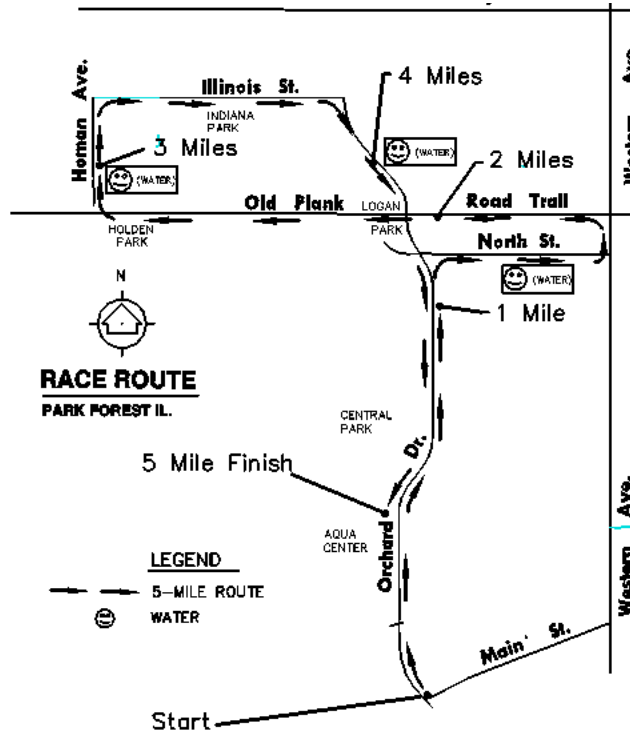 Illinois St.
4 Miles
Homan Ave.
INDIANA
PARK
3 Miles
(WATER)
(WATER)
2 Miles
Western Ave.
Old Plank
LOGAN
PARK
Road Trail
HOLDEN
PARK
North St.
(WATER)
N
1 Mile
RACE ROUTE
PARK FOREST IL.
CENTRAL
PARK
5 Mile Finish
Orchard Dr.
AQUA
CENTER
Western Ave.
LEGEND
5-MILE ROUTE
WATER
Main St.
Start